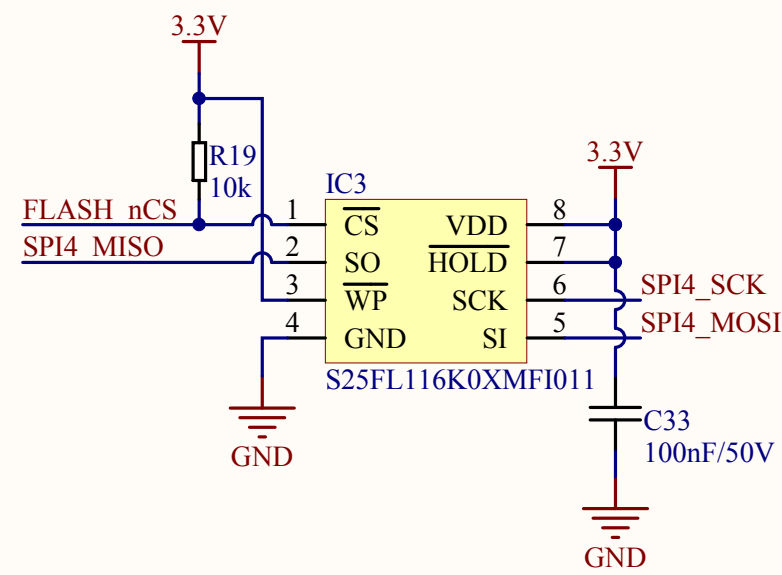 3.3V
R19
10k
3.3V
IC3
FLASH_nCS
1
CS
VDD
8
SPI4_MISO
2
SO
HOLD
7
3
WP
SCK
6
SPI4_SCK
4
GND
SI
5
SPI4_MOSI
S25FL116K0XMFI011
C33
100nF/50V
GND
GND